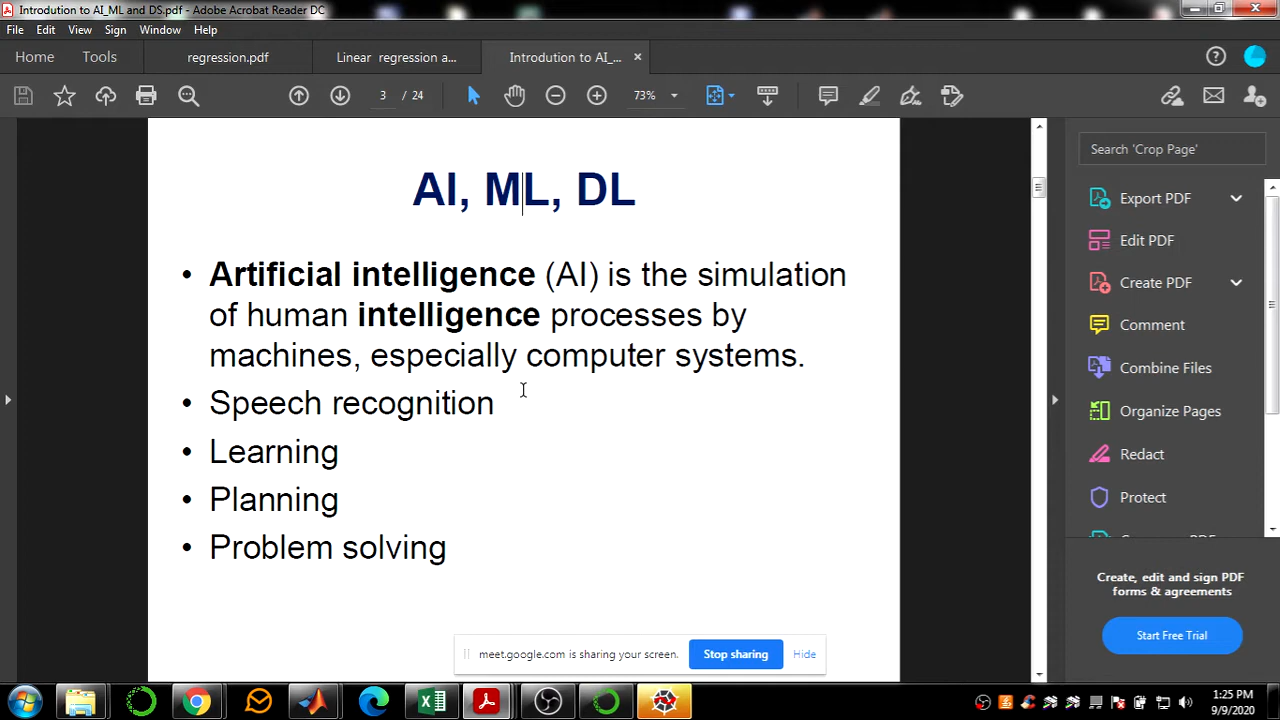 Introdution to AI_ML and DS.pdf - Adobe Acrobat Reader DC
File Edit View Sign Window Help
Home Tools regression.pdf Linear regression a... Introdution to AI_... ×
3 / 24 73%
AI, ML, DL
• Artificial intelligence (AI) is the simulation
of human intelligence processes by
machines, especially computer systems.
• Speech recognition
• Learning
• Planning
• Problem solving
Search 'Crop Page'
Export PDF
Edit PDF
Create PDF
Comment
Combine Files
Organize Pages
Redact
Protect
Create, edit and sign PDF
forms & agreements
Start Free Trial
meet.google.com is sharing your screen. Stop sharing Hide
1:25 PM
9/9/2020